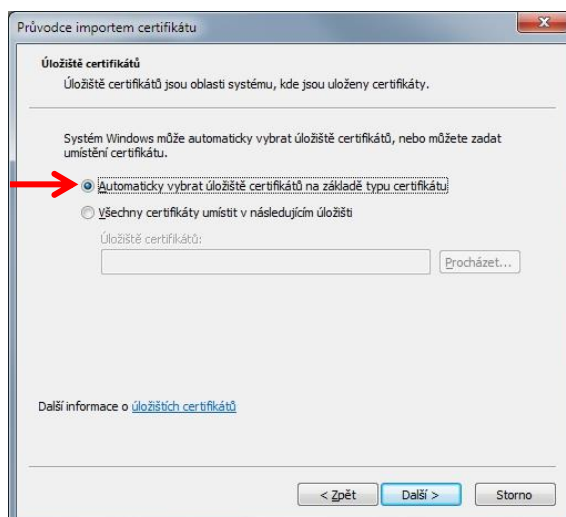 Průvodce importem certifikátu
Úložiště certifikátů
Úložiště certifikátů jsou oblasti systému, kde jsou uloženy certifikáty.
Systém Windows může automaticky vybrat úložiště certifikátů, nebo můžete zadat
umístění certifikátu.
Automaticky vybrat úložiště certifikátů na základě typu certifikátu
Všechny certifikáty umístit v následujícím úložišti
Úložiště certifikátů:
Procházet...
Další informace o úložištích certifikátů
< Zpět
Další >
Storno